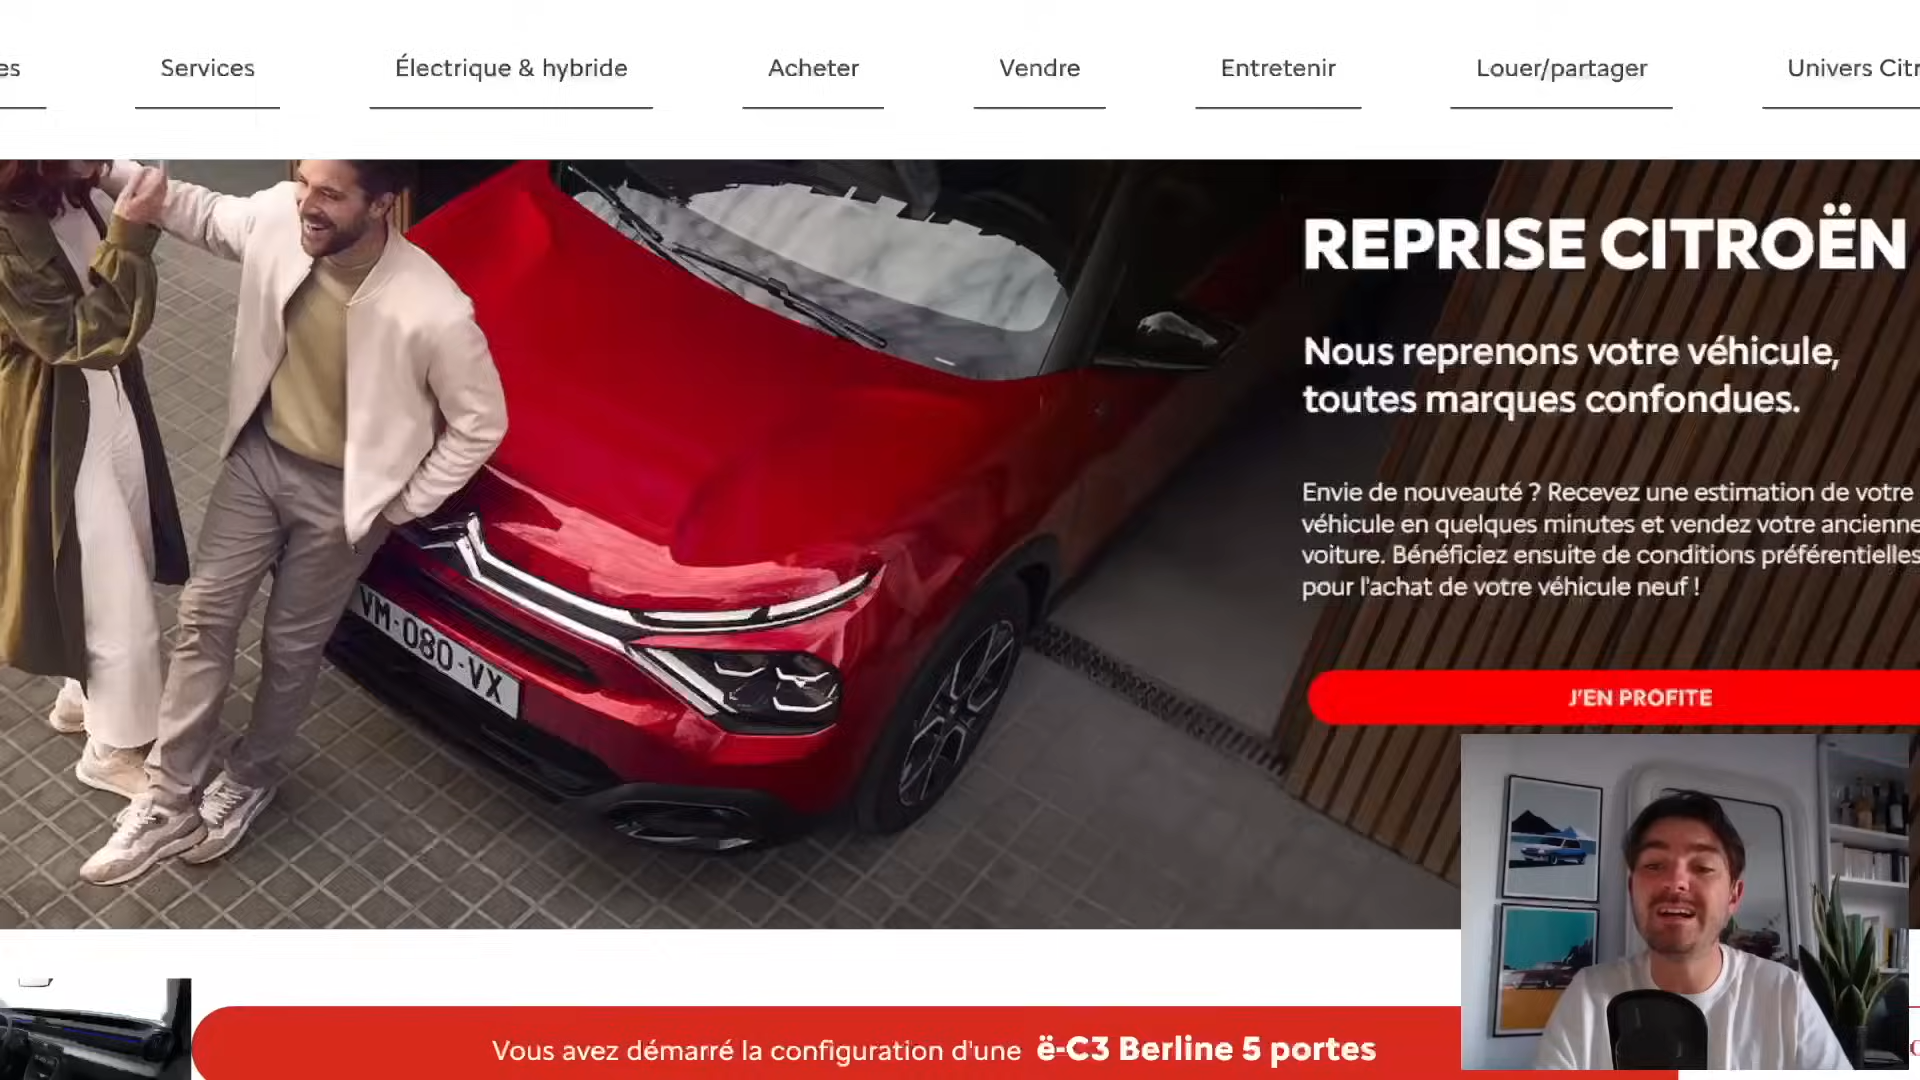 es Services Électrique & hybride Acheter Vendre Entretenir Louer/partager Univers Citr
REPRISE CITROËN
Nous reprenons votre véhicule,
toutes marques confondues.
Envie de nouveauté ? Recevez une estimation de votre
véhicule en quelques minutes et vendez votre ancienne
voiture. Bénéficiez ensuite de conditions préférentielles
pour l'achat de votre véhicule neuf !
J'EN PROFITE
VM-080-VX
Vous avez démarré la configuration d'une ë-C3 Berline 5 portes